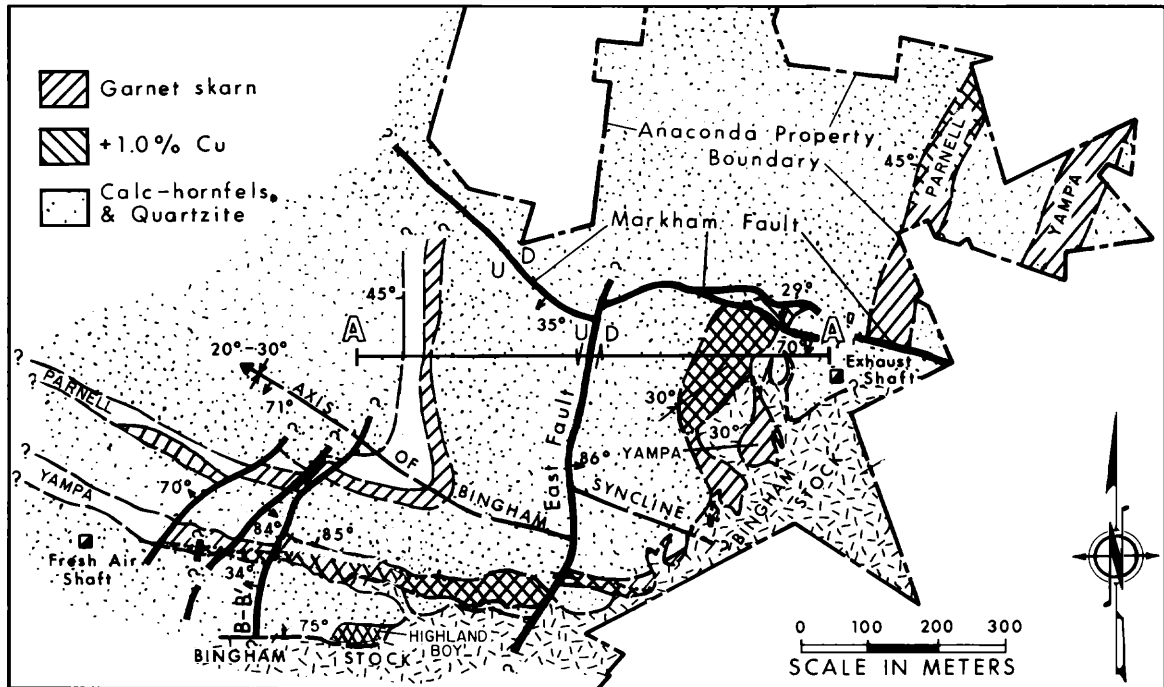 Garnet skarn
+1.0% Cu
Calc-hornfels,
& Quartzite
Anaconda Property
Boundary
Markham Fault
PARNELL
45°
YAMPA
?
U D
?
35°
29°
U D
45°
A
A'
70°
Exhaust
Shaft
?
20°-30°
?
71°
AXIS
OF
BINGHAM
SYNCLINE
PARNELL
?
?
?
30°
30°
YAMPA
East Fault
86°
BINGHAM
STOCK
?
YAMPA
?
70°
84°
85°
34°
Fresh Air
Shaft
?
?
B-B'
?
75°
HIGHLAND
BOY
BINGHAM
STOCK
?
0 100 200 300
SCALE IN METERS